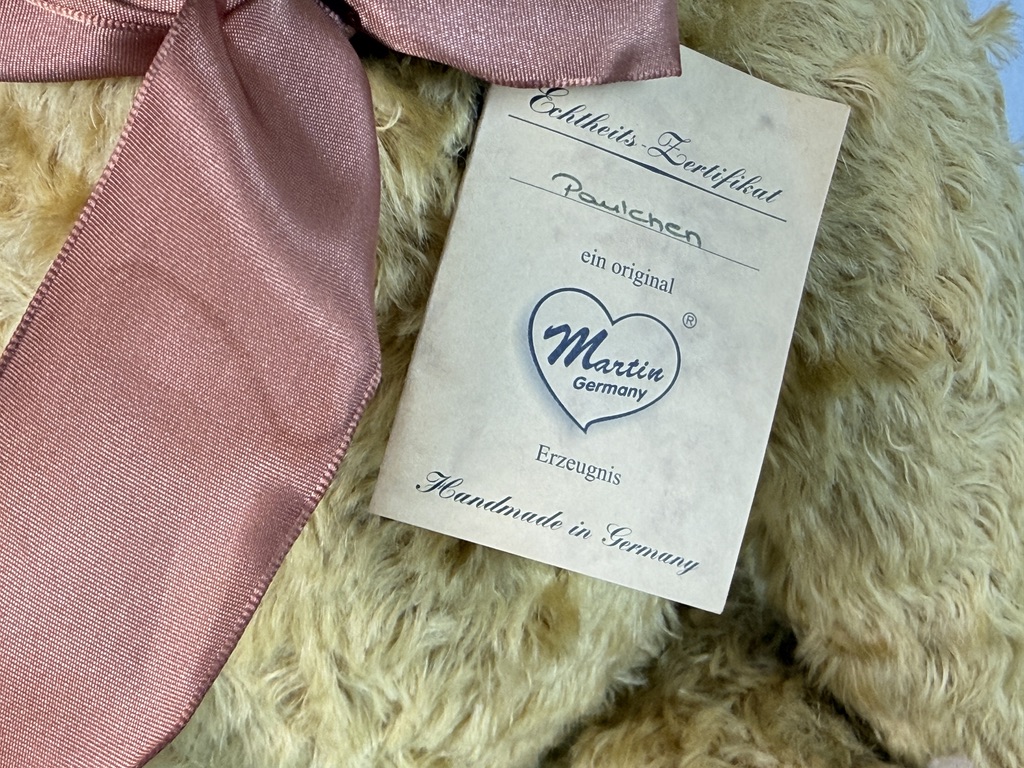 Echtheits-Zertifikat
Paulchen
ein original
Martin ®
Germany
Erzeugnis
Handmade in Germany